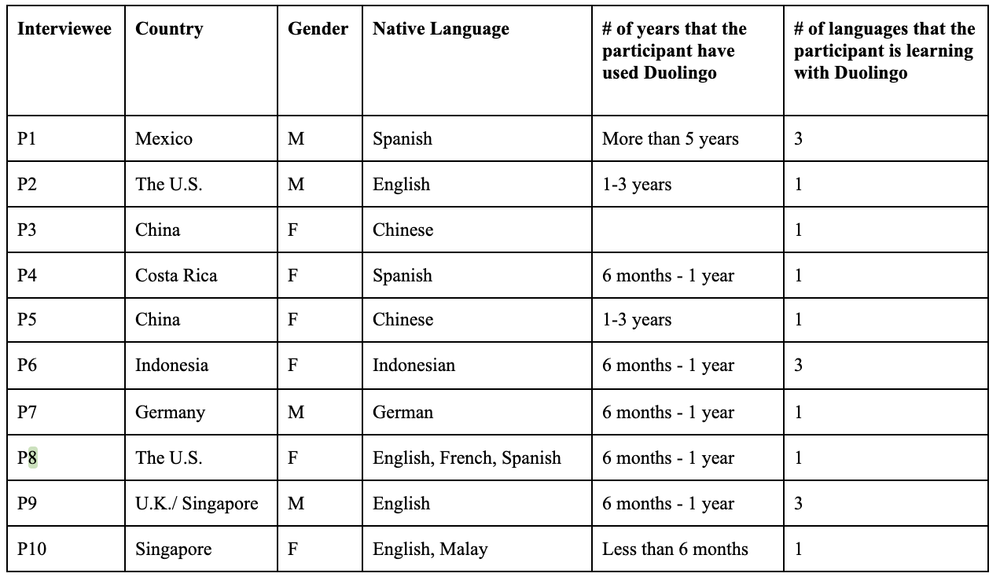 Interviewee Country Gender Native Language # of years that the participant have used Duolingo # of languages that the participant is learning with Duolingo
P1 Mexico M Spanish More than 5 years 3
P2 The U.S. M English 1-3 years 1
P3 China F Chinese 1
P4 Costa Rica F Spanish 6 months - 1 year 1
P5 China F Chinese 1-3 years 1
P6 Indonesia F Indonesian 6 months - 1 year 3
P7 Germany M German 6 months - 1 year 1
P8 The U.S. F English, French, Spanish 6 months - 1 year 1
P9 U.K./ Singapore M English 6 months - 1 year 3
P10 Singapore F English, Malay Less than 6 months 1